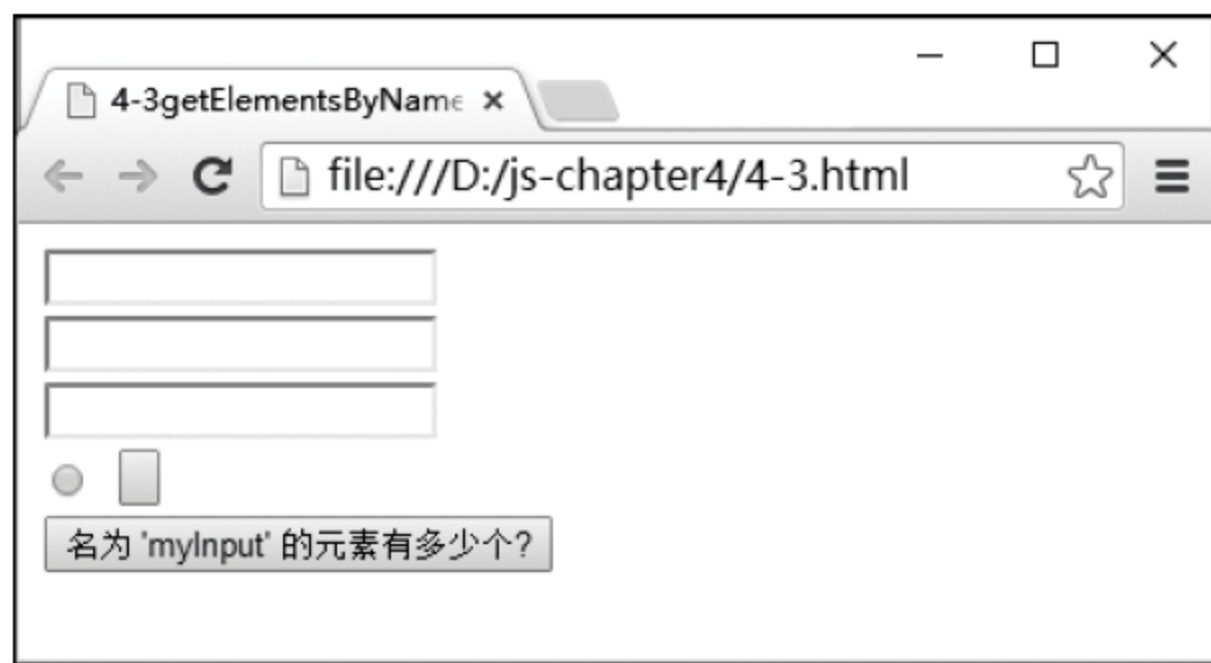 4-3getElementsByName
file:///D:/js-chapter4/4-3.html
名为 'myInput' 的元素有多少个?